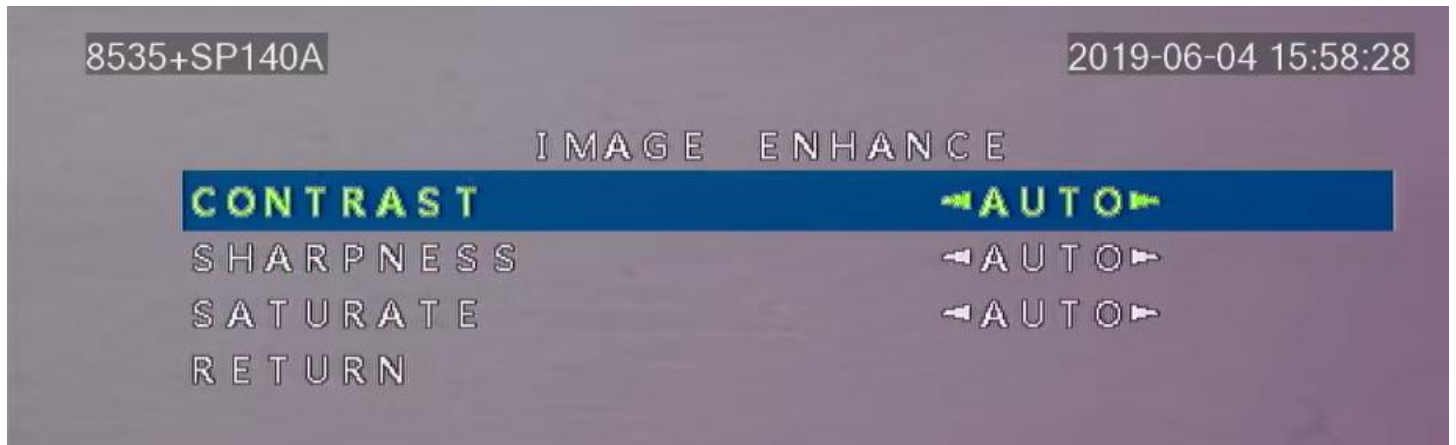 8535+SP140A 2019-06-04 15:58:28
IMAGE ENHANCE
CONTRAST AUTO
SHARPNESS AUTO
SATURATE AUTO
RETURN